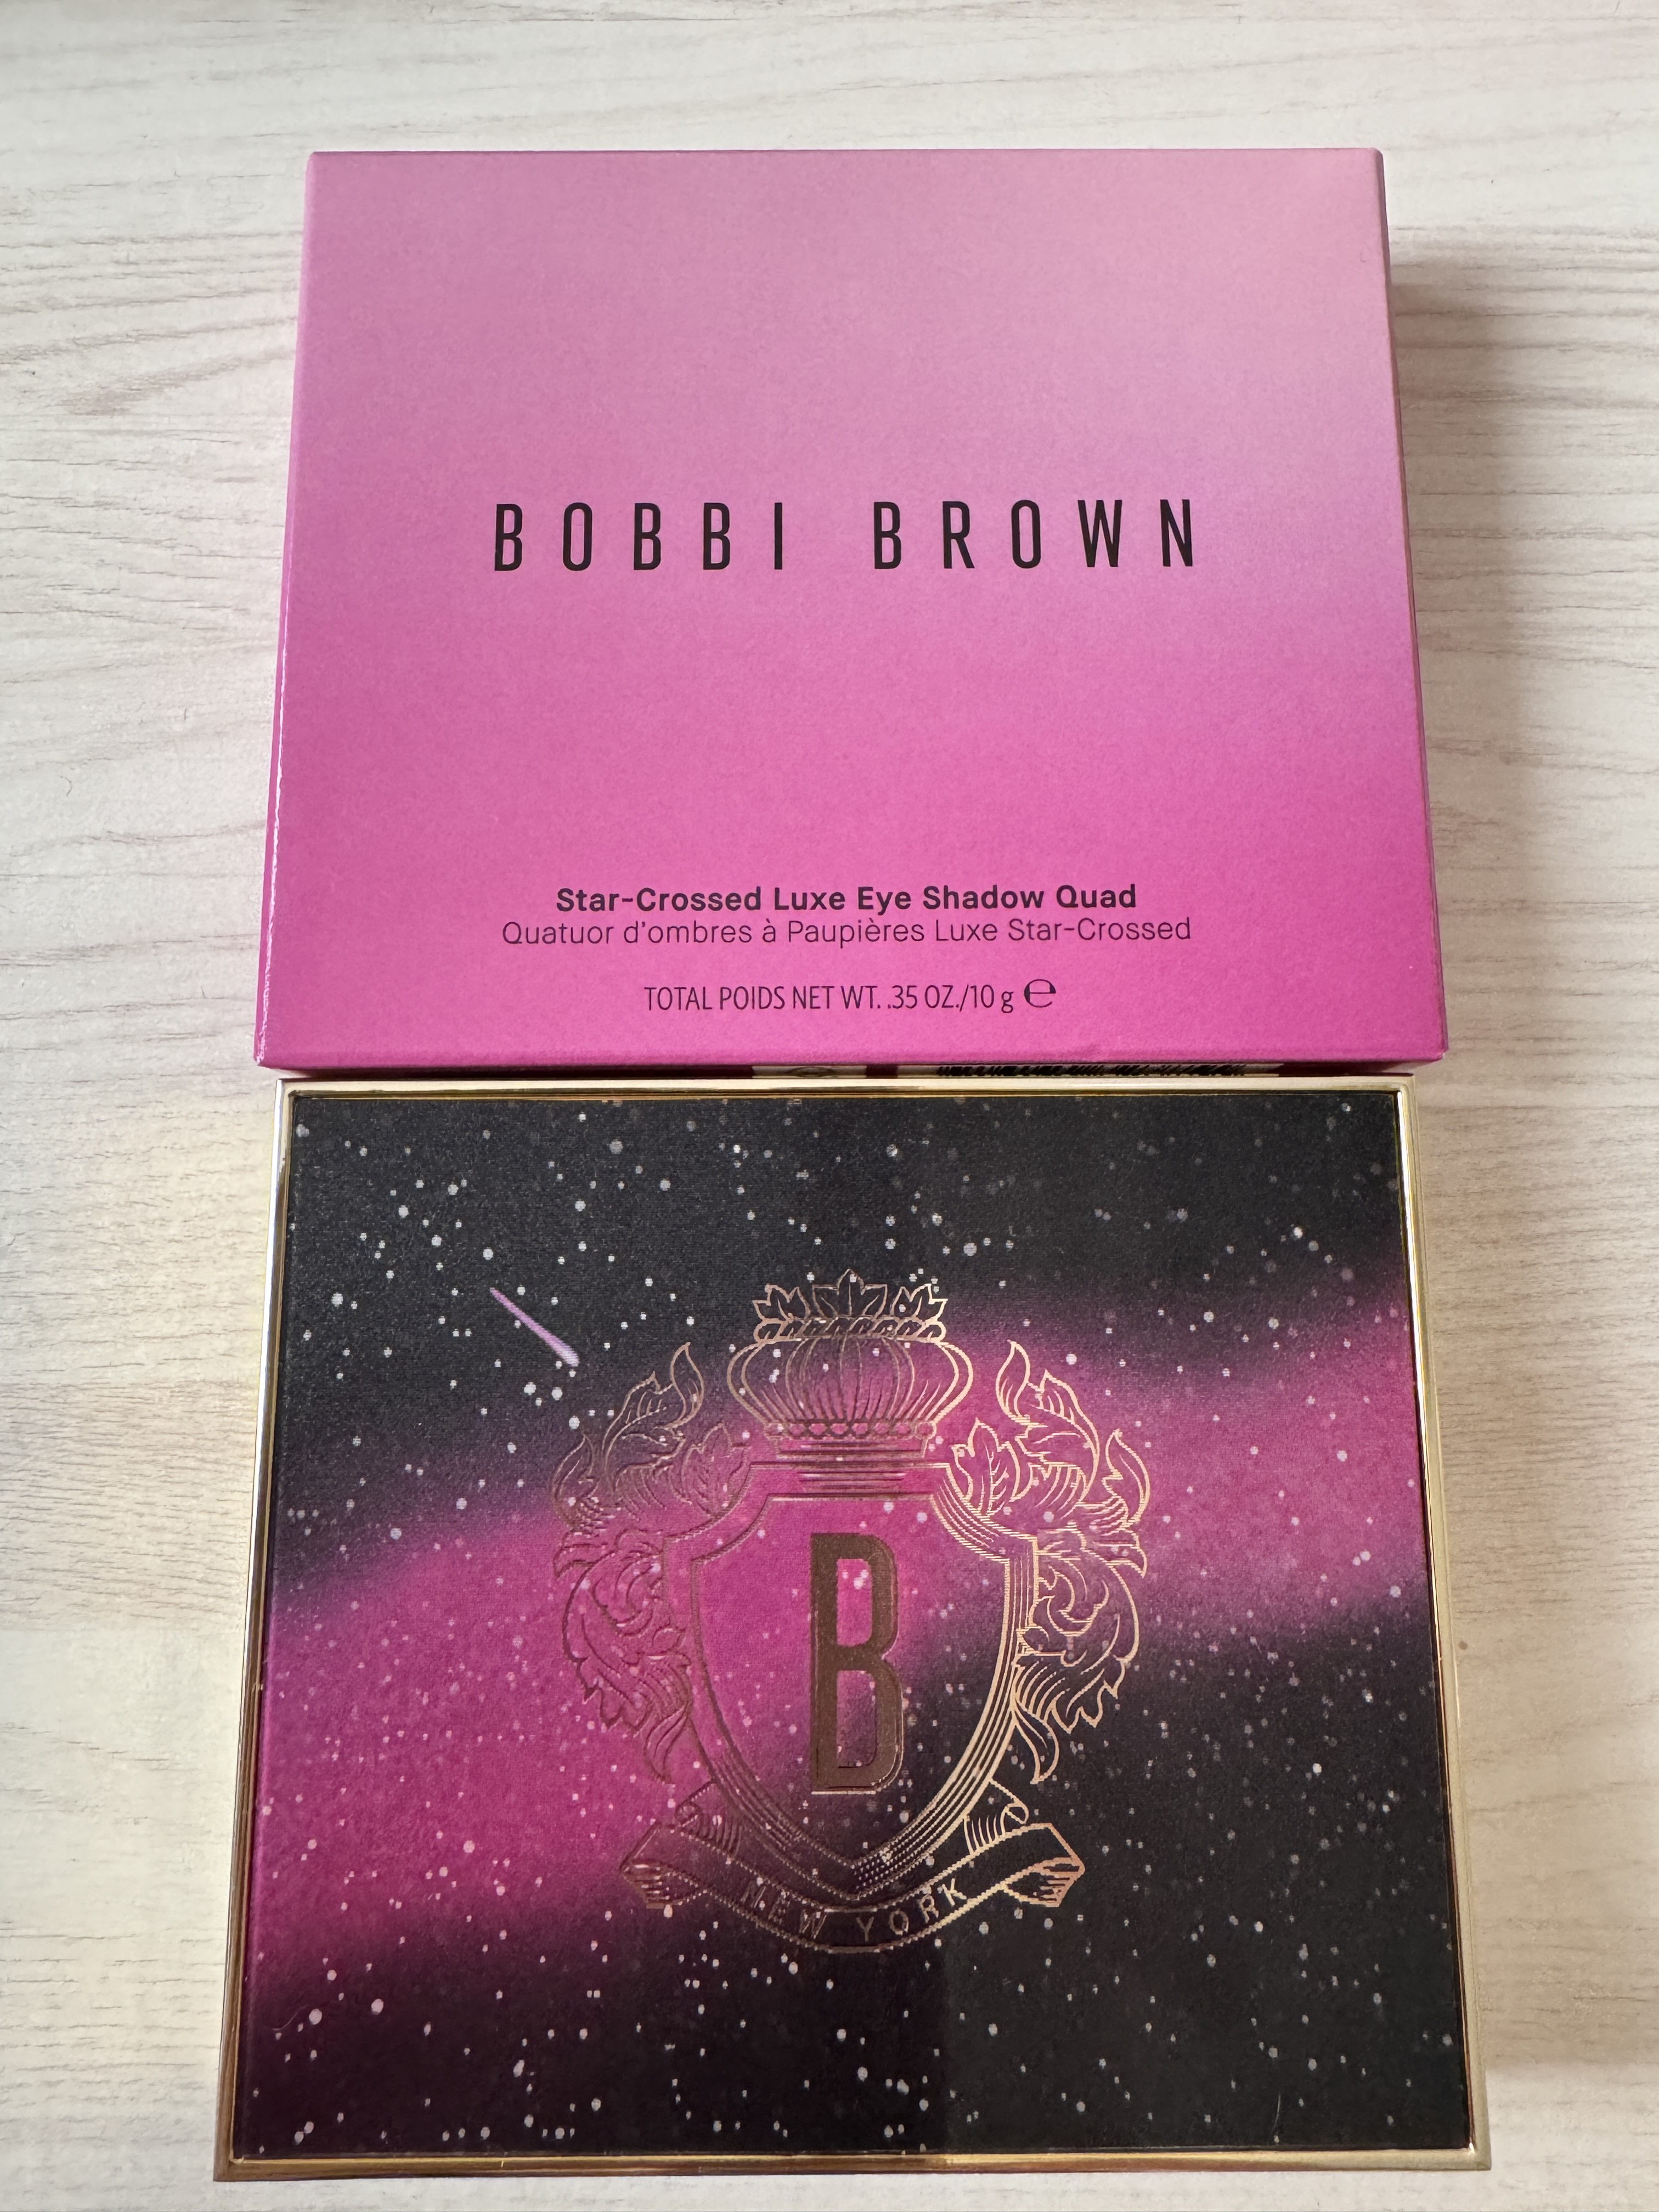 BOBBI BROWN
Star-Crossed Luxe Eye Shadow Quad
Quatuor d'ombres à Paupières Luxe Star-Crossed
TOTAL POIDS NET WT. .35 OZ./10 g ℮
B
NEW YORK